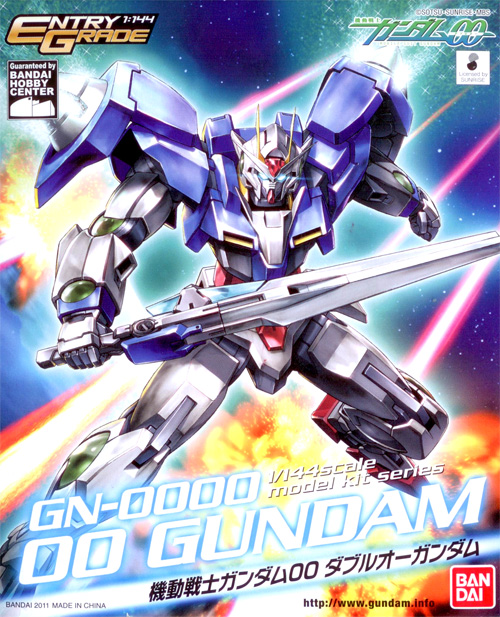 ENTRY GRADE 1:144
©SOTSU・SUNRISE・MBS
機動戦士
ガンダム00
Guaranteed by
BANDAI
HOBBY
CENTER
Licensed by
SUNRISE
1/144scale
model kit series
GN-0000
00 GUNDAM
機動戦士ガンダム00 ダブルオーガンダム
BANDAI 2011 MADE IN CHINA
http://www.gundam.info
BAN
DAI